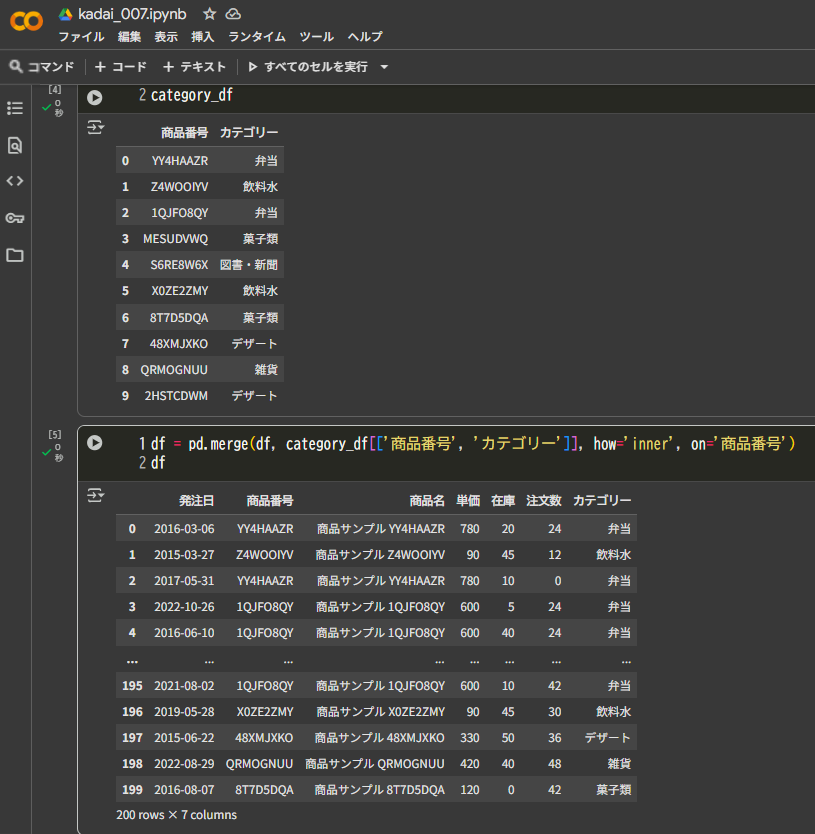 kadai_007.ipynb
ファイル 編集 表示 挿入 ランタイム ツール ヘルプ
コマンド + コード + テキスト すべてのセルを実行
[4] 0 秒
2 category_df
商品番号 カテゴリー
0 YY4HAAZR 弁当
1 Z4WOOIYV 飲料水
2 1QJFO8QY 弁当
3 MESUDVWQ 菓子類
4 S6RE8W6X 図書・新聞
5 X0ZE2ZMY 飲料水
6 8T7D5DQA 菓子類
7 48XMJXKO デザート
8 QRMOGNUU 雑貨
9 2HSTCDWM デザート
[5] 0 秒
1 df = pd.merge(df, category_df[['商品番号', 'カテゴリー']], how='inner', on='商品番号')
2 df
発注日 商品番号 商品名 単価 在庫 注文数 カテゴリー
0 2016-03-06 YY4HAAZR 商品サンプル YY4HAAZR 780 20 24 弁当
1 2015-03-27 Z4WOOIYV 商品サンプル Z4WOOIYV 90 45 12 飲料水
2 2017-05-31 YY4HAAZR 商品サンプル YY4HAAZR 780 10 0 弁当
3 2022-10-26 1QJFO8QY 商品サンプル 1QJFO8QY 600 5 24 弁当
4 2016-06-10 1QJFO8QY 商品サンプル 1QJFO8QY 600 40 24 弁当
... ... ... ... ... ... ... ...
195 2021-08-02 1QJFO8QY 商品サンプル 1QJFO8QY 600 10 42 弁当
196 2019-05-28 X0ZE2ZMY 商品サンプル X0ZE2ZMY 90 45 30 飲料水
197 2015-06-22 48XMJXKO 商品サンプル 48XMJXKO 330 50 36 デザート
198 2022-08-29 QRMOGNUU 商品サンプル QRMOGNUU 420 40 48 雑貨
199 2016-08-07 8T7D5DQA 商品サンプル 8T7D5DQA 120 0 42 菓子類
200 rows × 7 columns